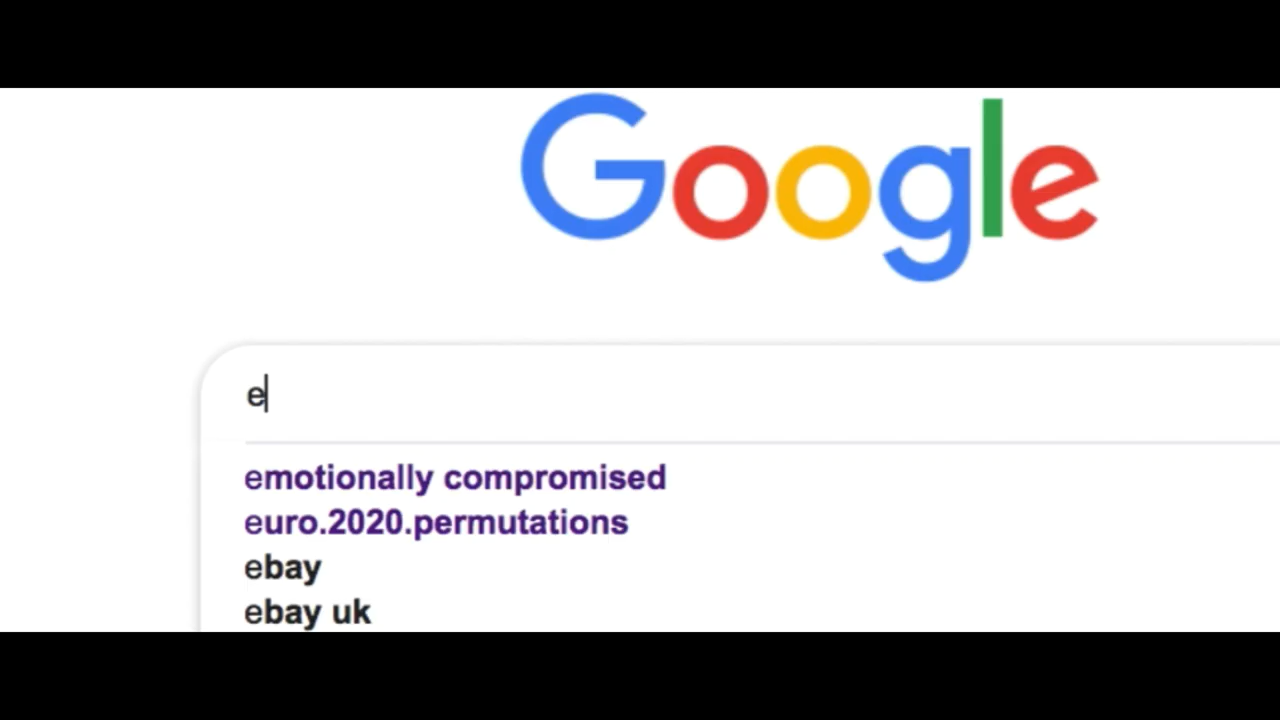 Google
e
emotionally compromised
euro.2020.permutations
ebay
ebay uk